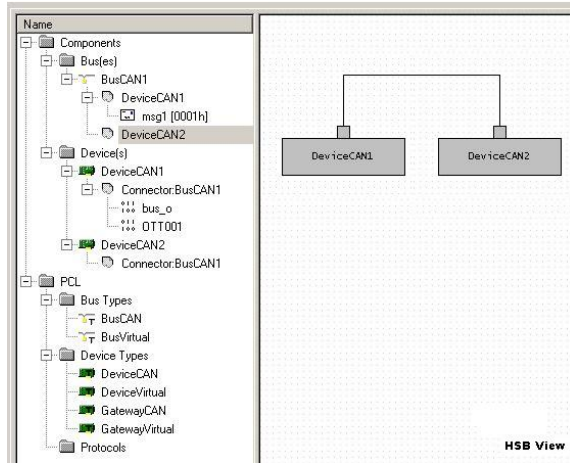 Name
Components
Bus(es)
BusCAN1
DeviceCAN1
msg1 [0001h]
DeviceCAN2
Device(s)
DeviceCAN1
Connector:BusCAN1
bus_o
OTT001
DeviceCAN2
Connector:BusCAN1
PCL
Bus Types
BusCAN
BusVirtual
Device Types
DeviceCAN
DeviceVirtual
GatewayCAN
GatewayVirtual
Protocols
DeviceCAN1
DeviceCAN2
HSB View